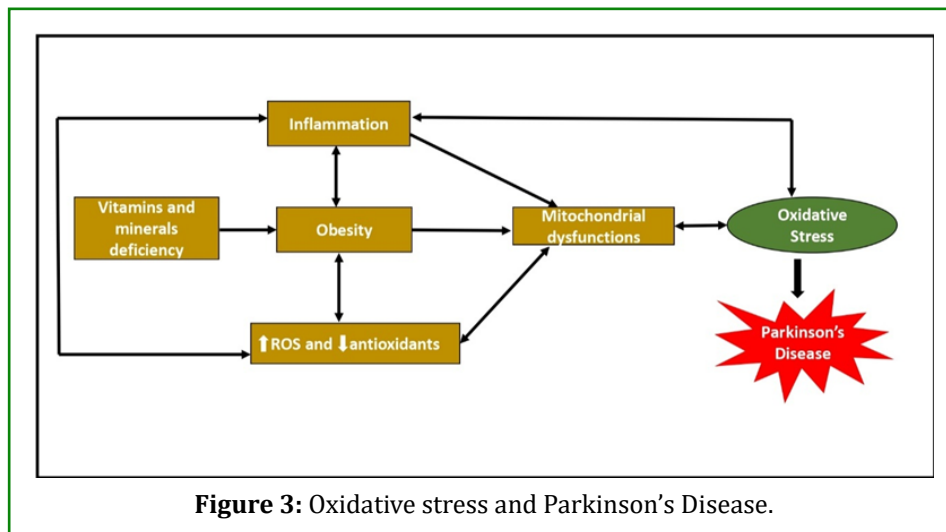 Inflammation
Vitamins and
minerals
deficiency
Obesity
Mitochondrial
dysfunctions
Oxidative
Stress
⬆ROS and ⬇antioxidants
Parkinson's
Disease
Figure 3: Oxidative stress and Parkinson's Disease.